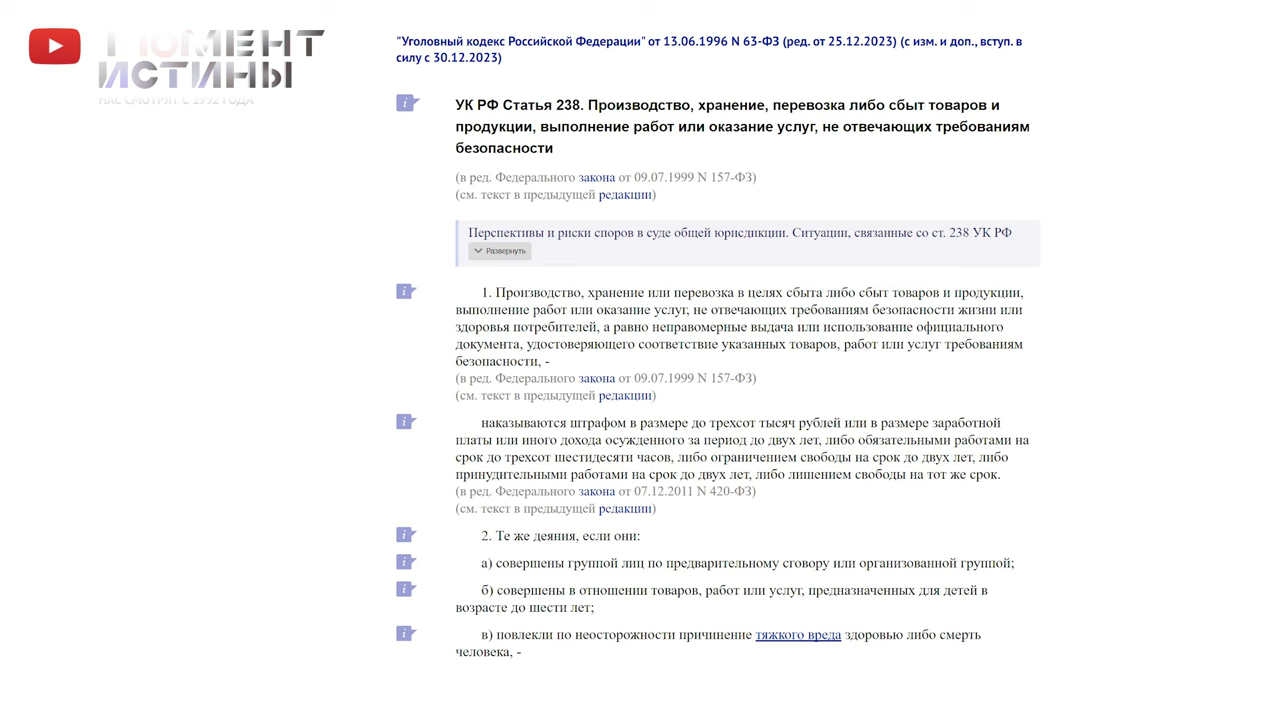 МОМЕНТ
ИСТИНЫ
НАС СМОТРЯТ С 1992 ГОДА
"Уголовный кодекс Российской Федерации" от 13.06.1996 N 63-ФЗ (ред. от 25.12.2023) (с изм. и доп., вступ. в
силу с 30.12.2023)
УК РФ Статья 238. Производство, хранение, перевозка либо сбыт товаров и
продукции, выполнение работ или оказание услуг, не отвечающих требованиям
безопасности
(в ред. Федерального закона от 09.07.1999 N 157-ФЗ)
(см. текст в предыдущей редакции)
Перспективы и риски споров в суде общей юрисдикции. Ситуации, связанные со ст. 238 УК РФ
Развернуть
1. Производство, хранение или перевозка в целях сбыта либо сбыт товаров и продукции,
выполнение работ или оказание услуг, не отвечающих требованиям безопасности жизни или
здоровья потребителей, а равно неправомерные выдача или использование официального
документа, удостоверяющего соответствие указанных товаров, работ или услуг требованиям
безопасности, -
(в ред. Федерального закона от 09.07.1999 N 157-ФЗ)
(см. текст в предыдущей редакции)
наказываются штрафом в размере до трехсот тысяч рублей или в размере заработной
платы или иного дохода осужденного за период до двух лет, либо обязательными работами на
срок до трехсот шестидесяти часов, либо ограничением свободы на срок до двух лет, либо
принудительными работами на срок до двух лет, либо лишением свободы на тот же срок.
(в ред. Федерального закона от 07.12.2011 N 420-ФЗ)
(см. текст в предыдущей редакции)
2. Те же деяния, если они:
а) совершены группой лиц по предварительному сговору или организованной группой;
б) совершены в отношении товаров, работ или услуг, предназначенных для детей в
возрасте до шести лет;
в) повлекли по неосторожности причинение тяжкого вреда здоровью либо смерть
человека, -